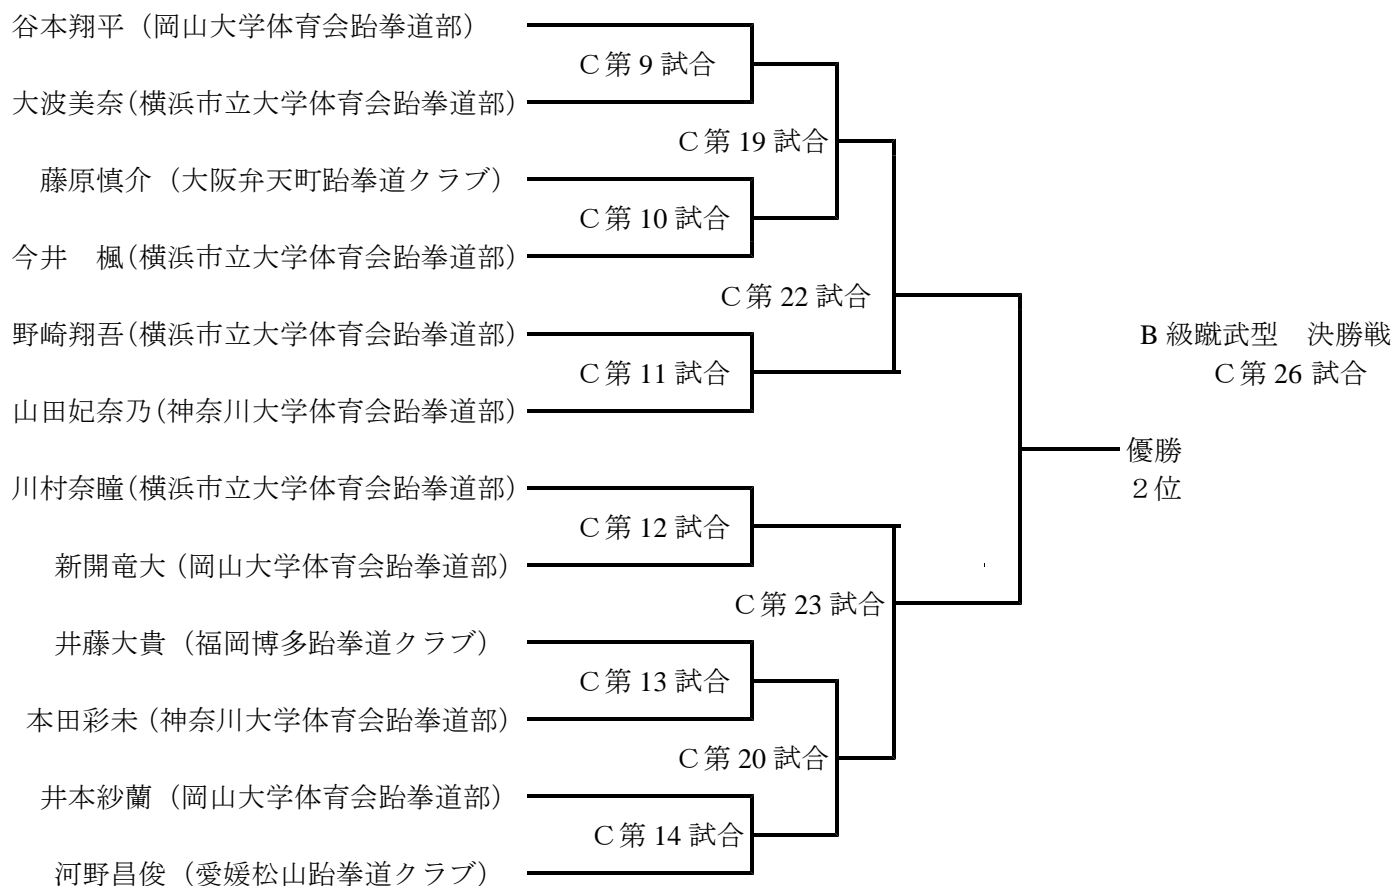 谷本翔平（岡山大学体育会跆拳道部）
C 第 9 試合
大波美奈(横浜市立大学体育会跆拳道部)
C 第 19 試合
藤原慎介（大阪弁天町跆拳道クラブ）
C 第 10 試合
今井　楓(横浜市立大学体育会跆拳道部)
C 第 22 試合
野崎翔吾(横浜市立大学体育会跆拳道部)
B 級蹴武型　決勝戦
C 第 11 試合
C 第 26 試合
山田妃奈乃(神奈川大学体育会跆拳道部)
優勝
川村奈瞳(横浜市立大学体育会跆拳道部)
２位
C 第 12 試合
新開竜大（岡山大学体育会跆拳道部）
C 第 23 試合
井藤大貴（福岡博多跆拳道クラブ）
C 第 13 試合
本田彩未（神奈川大学体育会跆拳道部）
C 第 20 試合
井本紗蘭（岡山大学体育会跆拳道部）
C 第 14 試合
河野昌俊（愛媛松山跆拳道クラブ）